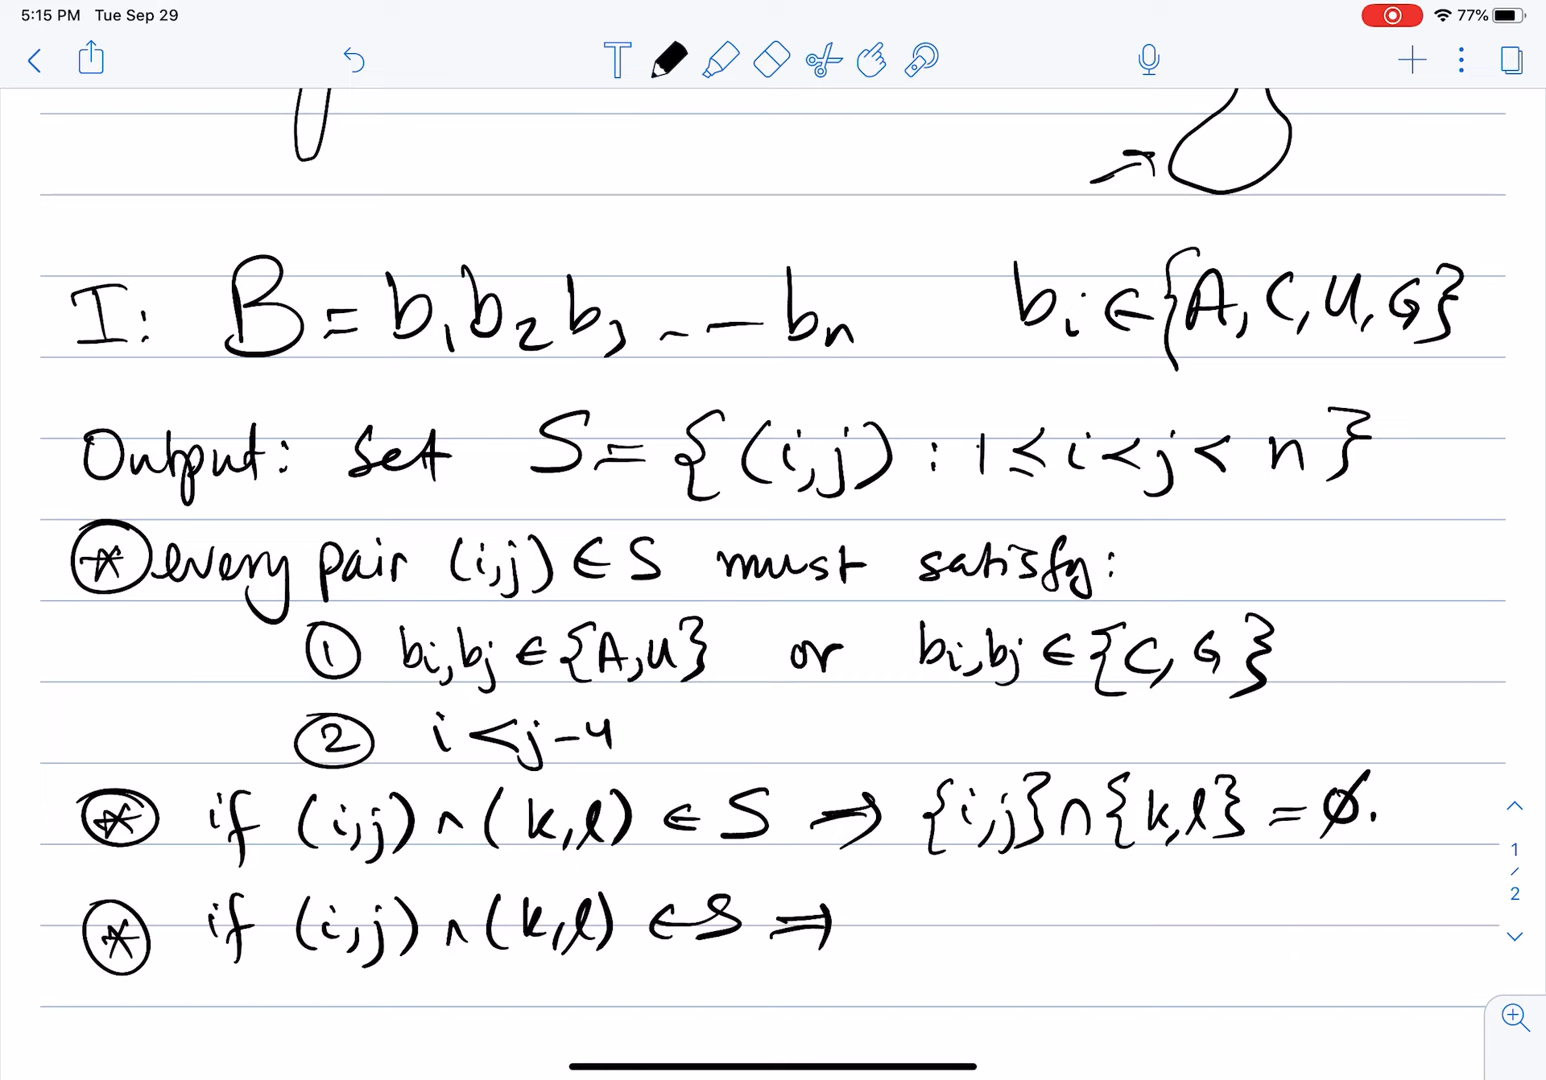 5:15 PM Tue Sep 29
77%
I: B = b₁b₂b₃ . . – bₙ bᵢ ∈ {A, C, U, G}
Output: set S = {(i,j) : 1 ≤ i < j < n}
* every pair (i,j) ∈ S must satisfy:
① bᵢ,bⱼ ∈ {A,U} or bᵢ,bⱼ ∈ {C, G}
② i < j – 4
* if (i,j) ∧ (k,l) ∈ S ⇒ {i,j} ∩ {k,l} = ∅.
* if (i,j) ∧ (k,l) ∈ S ⇒
1
/
2